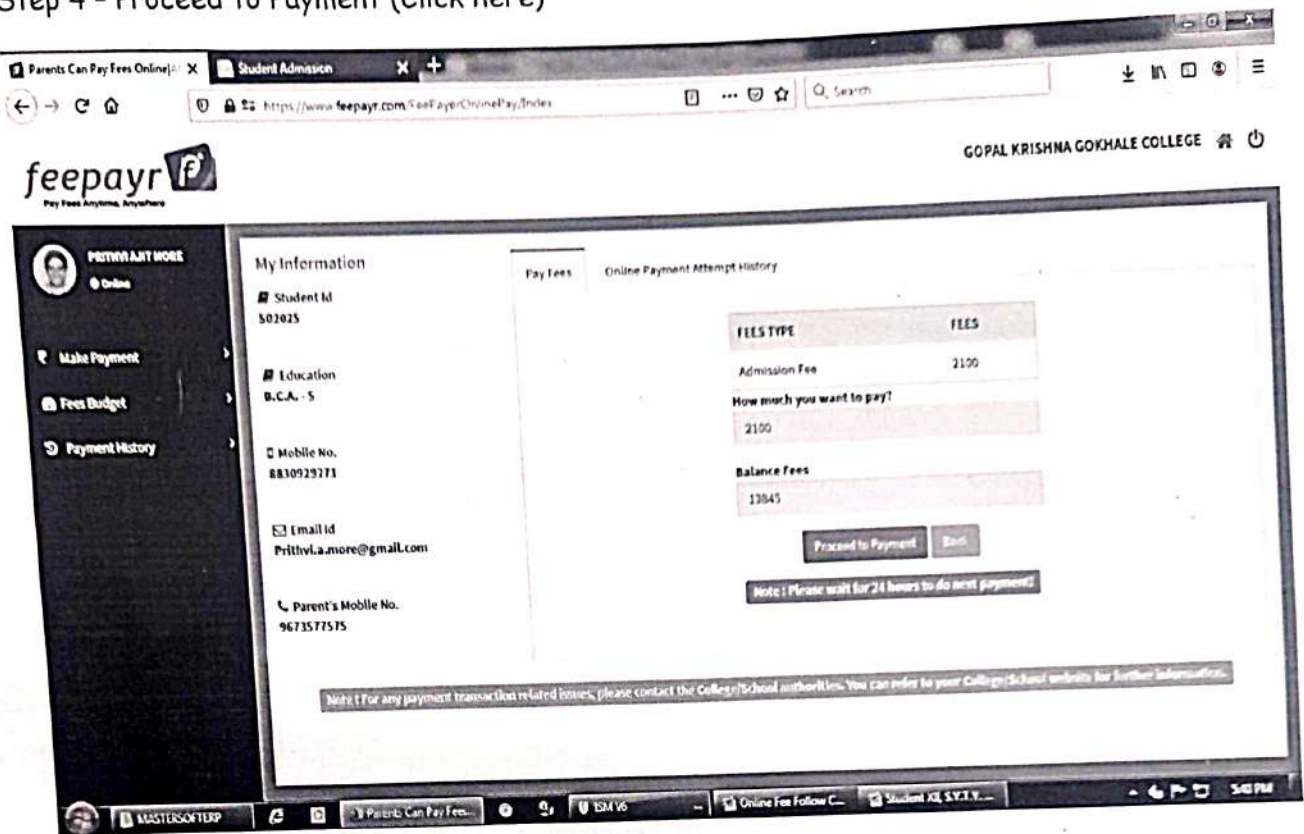 Step 4 - Proceed To Payment (Click here)
Parents Can Pay Fees Online| X Student Admission X +
https://www.feepayr.com/FeePayerOnlinePay/Index
Search
feepayr
Pay Fees Anytime, Anywhere
GOPAL KRISHNA GOKHALE COLLEGE
PRITHVI AJIT MORE
Online
Make Payment
Fees Budget
Payment History
My Information
Student Id
502025
Education
B.C.A. - S
Mobile No.
8830929271
Email Id
Prithvi.a.more@gmail.com
Parent's Mobile No.
9673577575
Pay Fees Online Payment Attempt History
FEES TYPE FEES
Admission Fee 2100
How much you want to pay?
2100
Balance Fees
13845
Proceed to Payment Back
Note : Please wait for 24 hours to do next payment!
Note : For any payment transaction related issues, please contact the College/School authorities. You can refer to your College/School website for further information.
MASTERSOFTERP Parents Can Pay Fees... ISM V6 Online Fee Follow C... Student XII, S.Y.T.Y. ... 5:40 PM